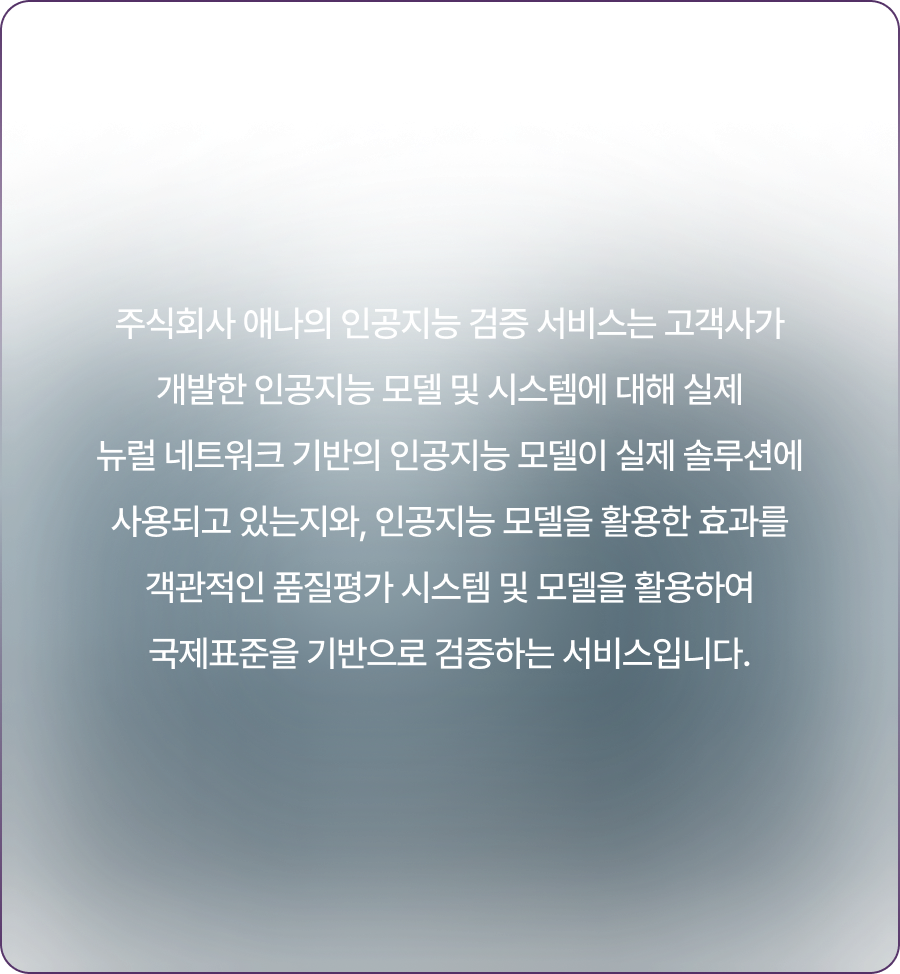 주식회사 애나의 인공지능 검증 서비스는 고객사가
개발한 인공지능 모델 및 시스템에 대해 실제
뉴럴 네트워크 기반의 인공지능 모델이 실제 솔루션에
사용되고 있는지와, 인공지능 모델을 활용한 효과를
객관적인 품질평가 시스템 및 모델을 활용하여
국제표준을 기반으로 검증하는 서비스입니다.